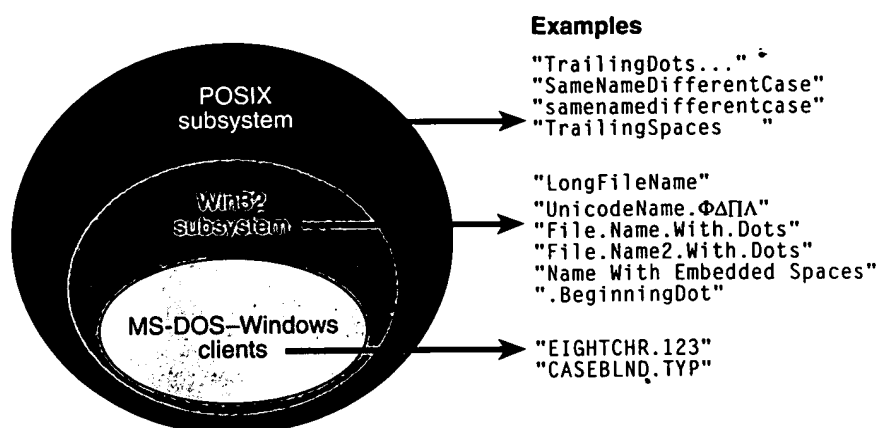 Examples
"TrailingDots..."
"SameNameDifferentCase"
"samenamedifferentcase"
"TrailingSpaces   "
POSIX
subsystem
"LongFileName"
"UnicodeName.ΦΔΠΛ"
"File.Name.With.Dots"
"File.Name2.With.Dots"
"Name With Embedded Spaces"
".BeginningDot"
Win32
subsystem
MS-DOS–Windows
clients
"EIGHTCHR.123"
"CASEBLND.TYP"